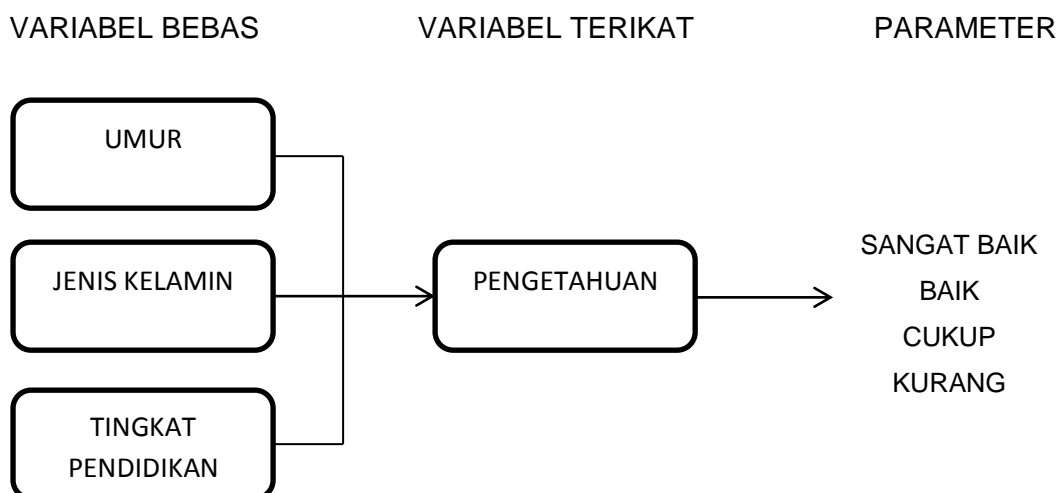 VARIABEL BEBAS
VARIABEL TERIKAT
PARAMETER
UMUR
JENIS KELAMIN
TINGKAT
PENDIDIKAN
PENGETAHUAN
SANGAT BAIK
BAIK
CUKUP
KURANG